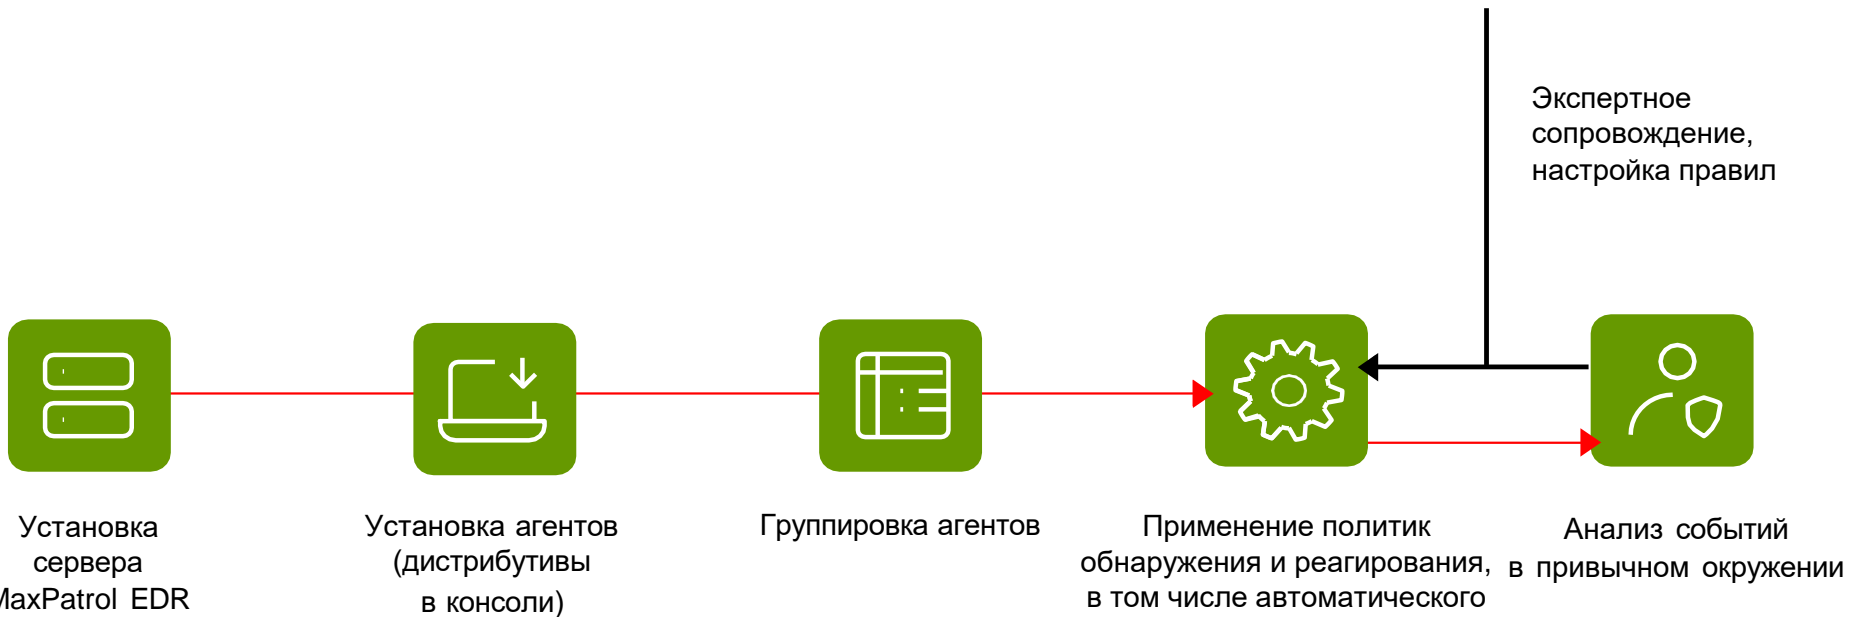 Экспертное
сопровождение,
настройка правил
Установка
сервера
MaxPatrol EDR
Установка агентов
(дистрибутивы
в консоли)
Группировка агентов
Применение политик
обнаружения и реагирования,
в том числе автоматического
Анализ событий
в привычном окружении